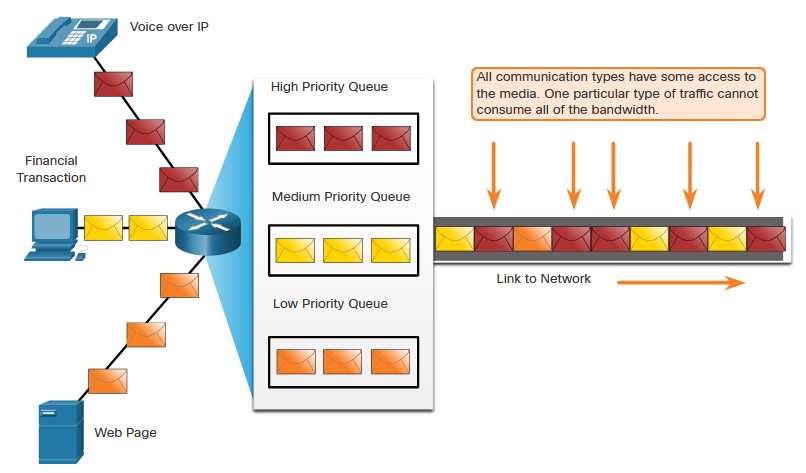 Voice over IP
IP
High Priority Queue
All communication types have some access to
the media. One particular type of traffic cannot
consume all of the bandwidth.
Financial
Transaction
Medium Priority Queue
Link to Network
Low Priority Queue
Web Page